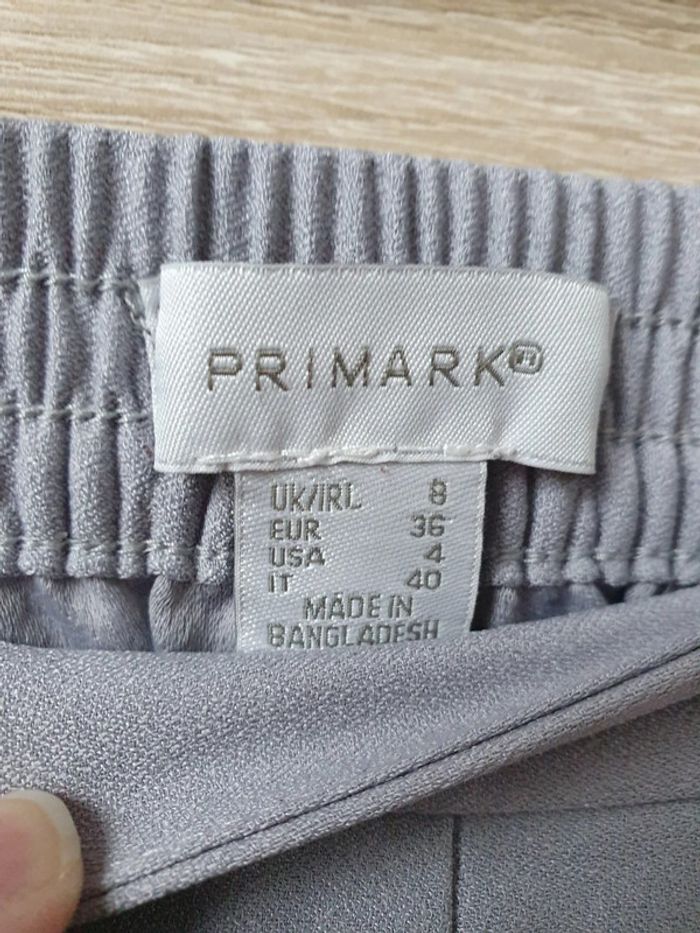 PRIMARK
UK/IRL 8
EUR 36
USA 4
IT 40
MADE IN
BANGLADESH